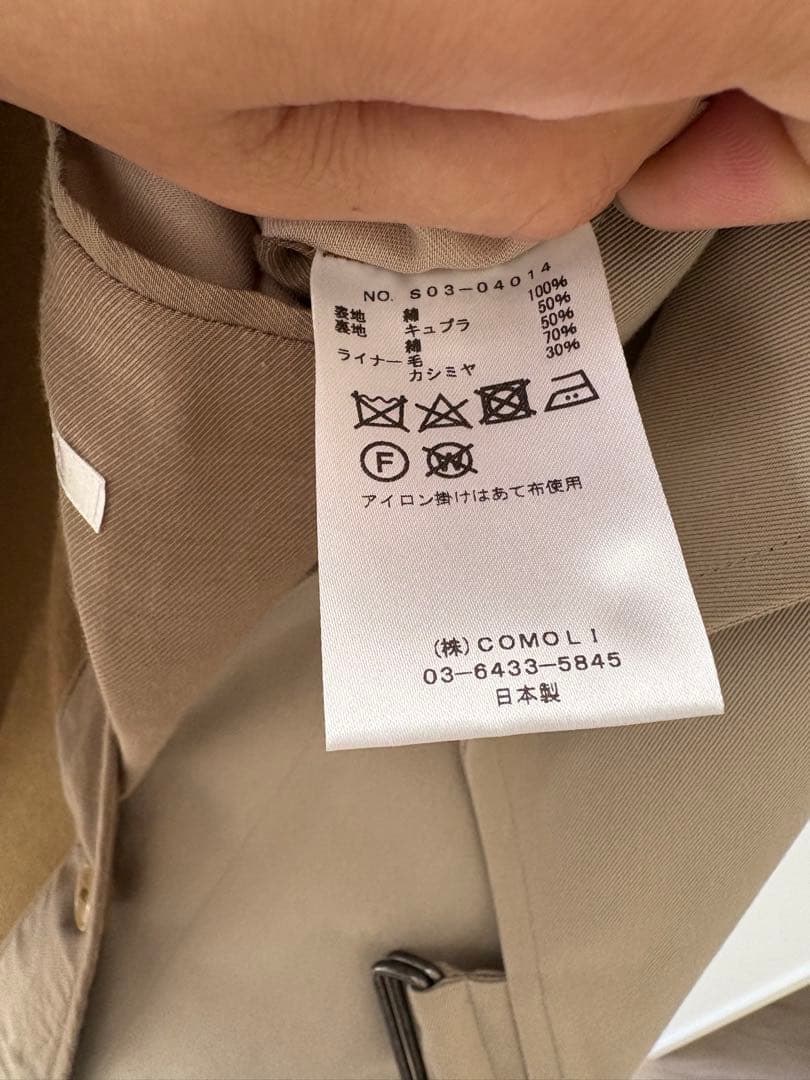 NO. S03-04014
表地 綿 100%
裏地 キュプラ 50%
綿 50%
ライナー 毛 70%
カシミヤ 30%
F
W
アイロン掛けはあて布使用
(株)COMOLI
03-6433-5845
日本製